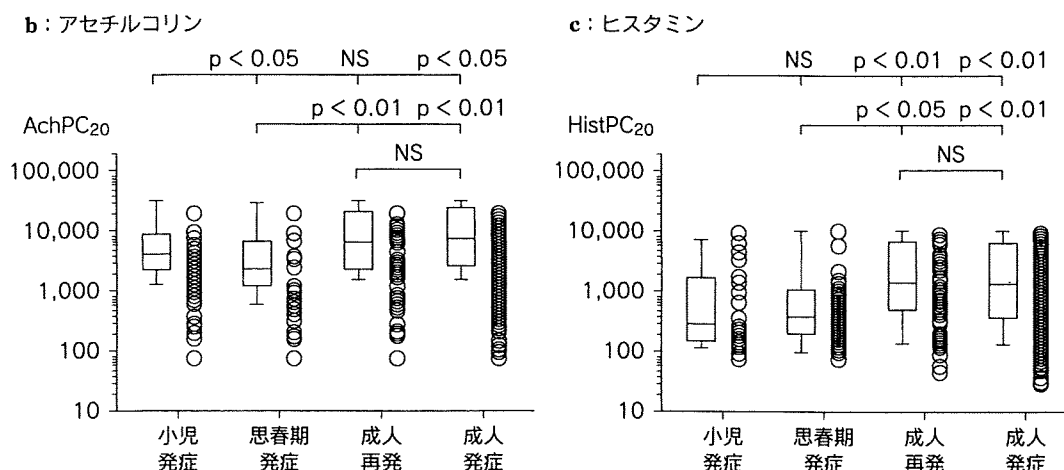 b:アセチルコリン
p < 0.05 NS p < 0.05
p < 0.01 p < 0.01
AchPC20
NS
100,000
10,000
1,000
100
10
小児発症
思春期発症
成人再発
成人発症
c:ヒスタミン
NS p < 0.01 p < 0.01
p < 0.05 p < 0.01
HistPC20
NS
100,000
10,000
1,000
100
10
小児発症
思春期発症
成人再発
成人発症